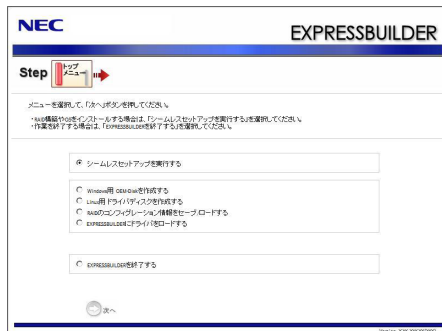 NEC
EXPRESSBUILDER
Step
トップ
メニュー
メニューを選択して、「次へ」ボタンを押してください。
・RAID構築やOSをインストールする場合は、「シームレスセットアップを実行する」を選択してください。
・作業を終了する場合は、「EXPRESSBUILDERを終了する」を選択してください。
シームレスセットアップを実行する
Windows用 OEM-Diskを作成する
Linux用 ドライバディスクを作成する
RAIDのコンフィグレーション情報をセーブ/ロードする
EXPRESSBUILDERにドライバをロードする
EXPRESSBUILDERを終了する
次へ